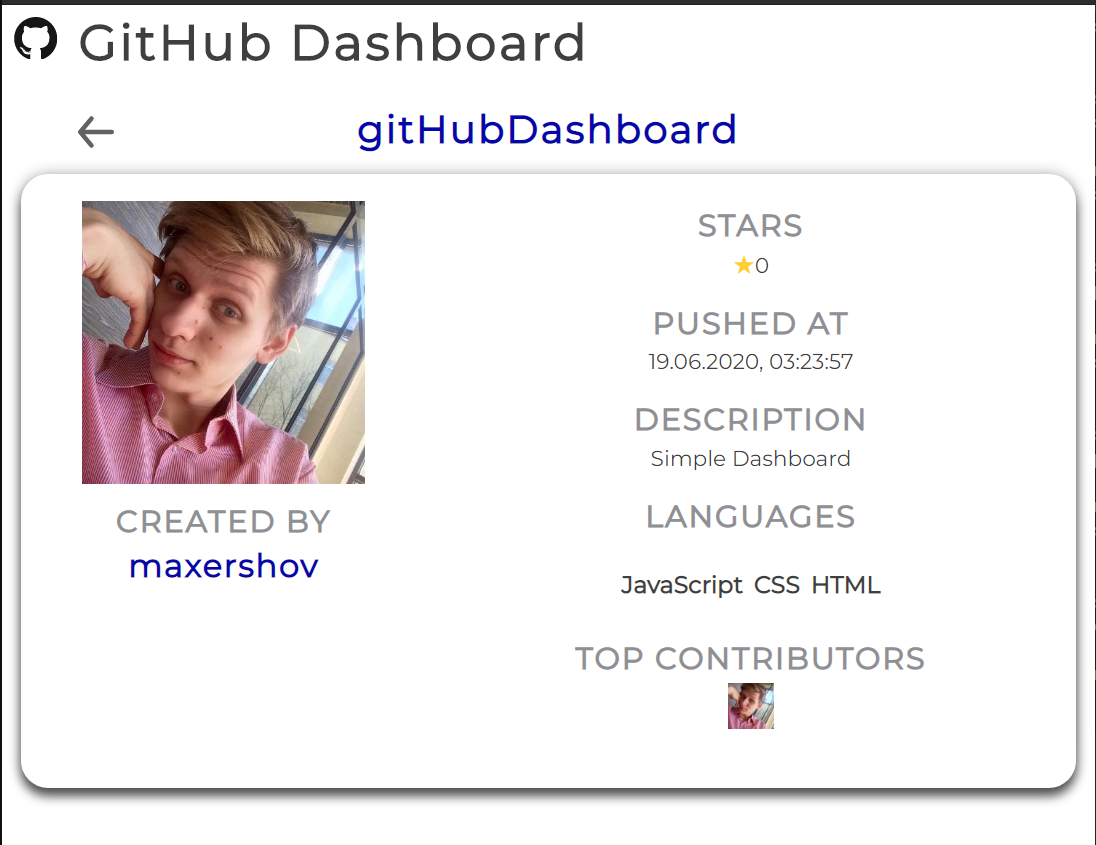 GitHub Dashboard
gitHubDashboard
CREATED BY
maxershov
STARS
★0
PUSHED AT
19.06.2020, 03:23:57
DESCRIPTION
Simple Dashboard
LANGUAGES
JavaScript CSS HTML
TOP CONTRIBUTORS